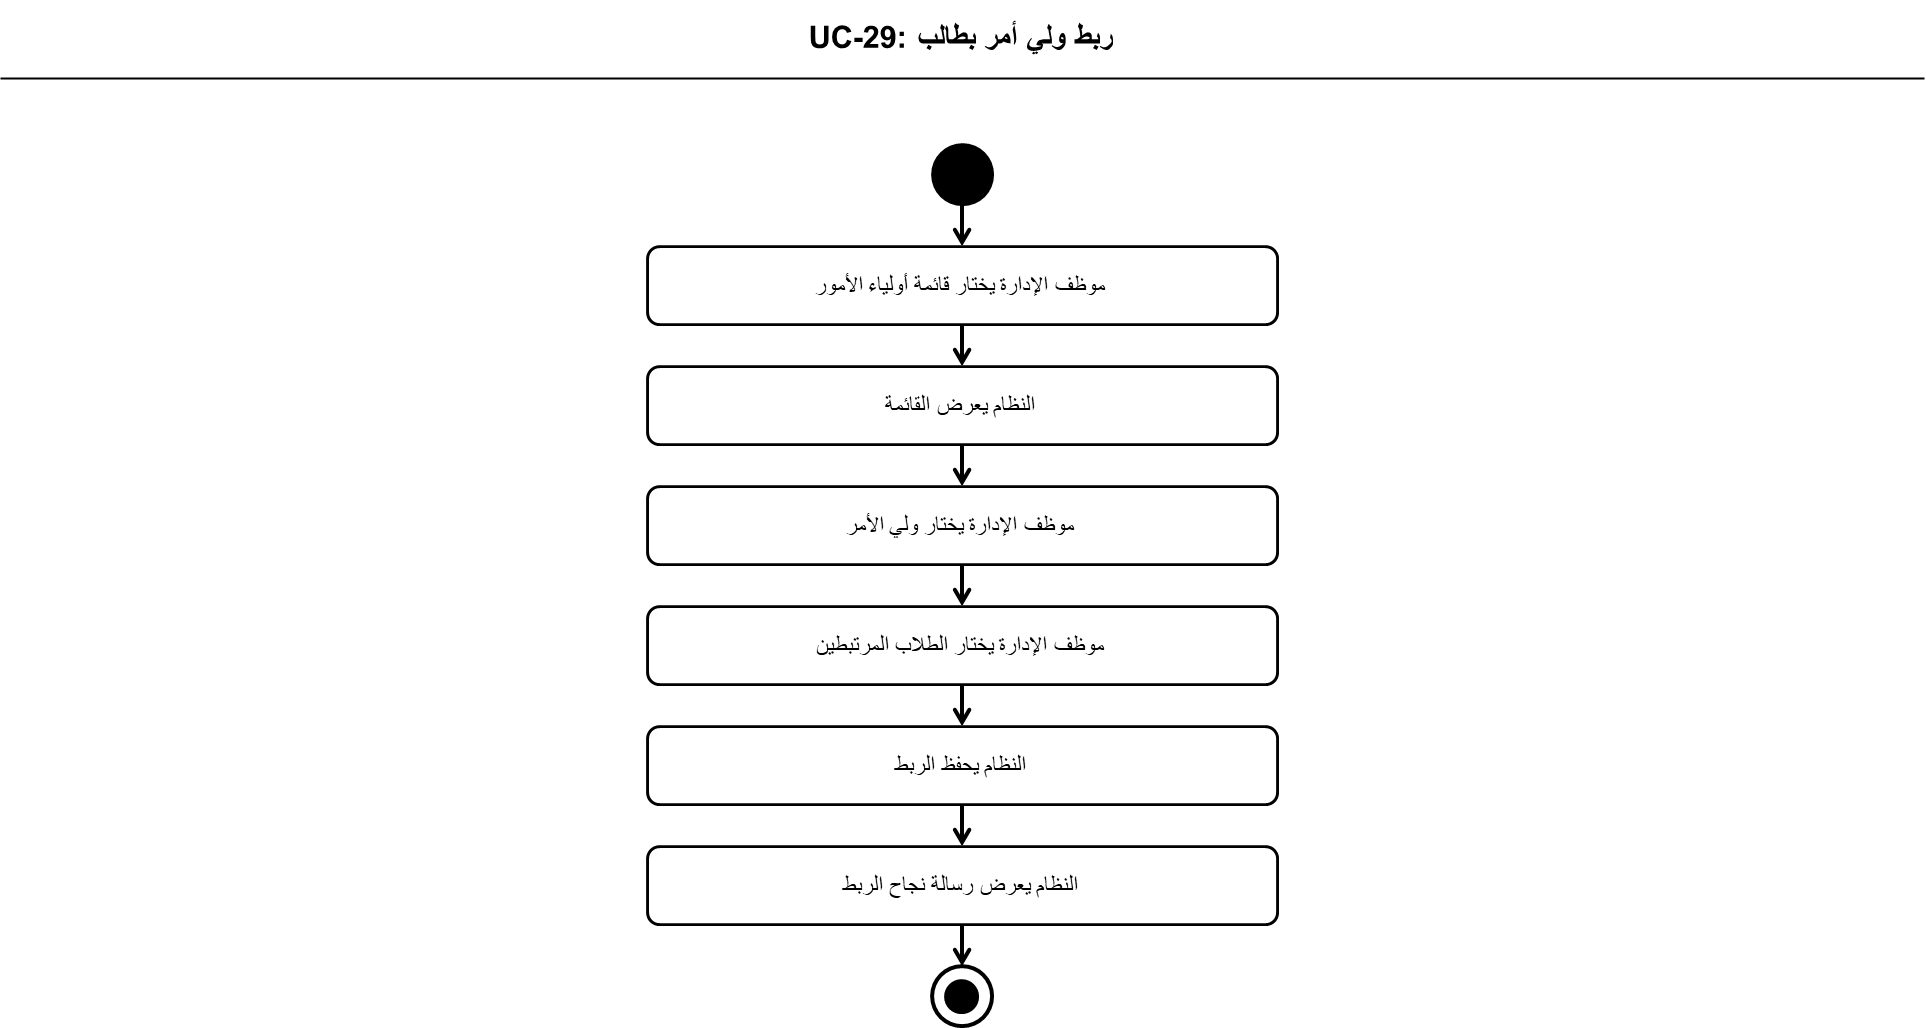 UC-29: ربط ولي أمر بطالب
موظف الإدارة يختار قائمة أولياء الأمور
النظام يعرض القائمة
موظف الإدارة يختار ولي الأمر
موظف الإدارة يختار الطلاب المرتبطين
النظام يحفظ الربط
النظام يعرض رسالة نجاح الربط